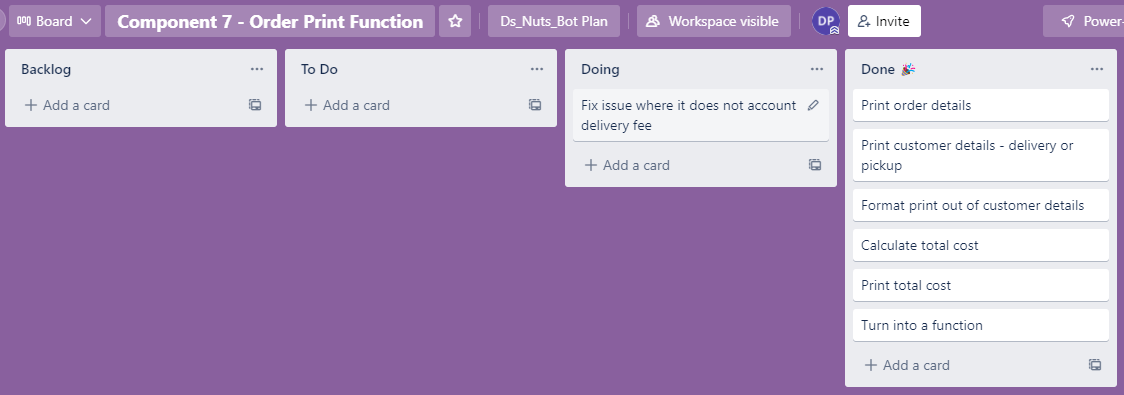 Board
Component 7 - Order Print Function
Ds_Nuts_Bot Plan
Workspace visible
DP
Invite
Power-
Backlog
Add a card
To Do
Add a card
Doing
Fix issue where it does not account
delivery fee
Add a card
Done 🎉
Print order details
Print customer details - delivery or
pickup
Format print out of customer details
Calculate total cost
Print total cost
Turn into a function
Add a card